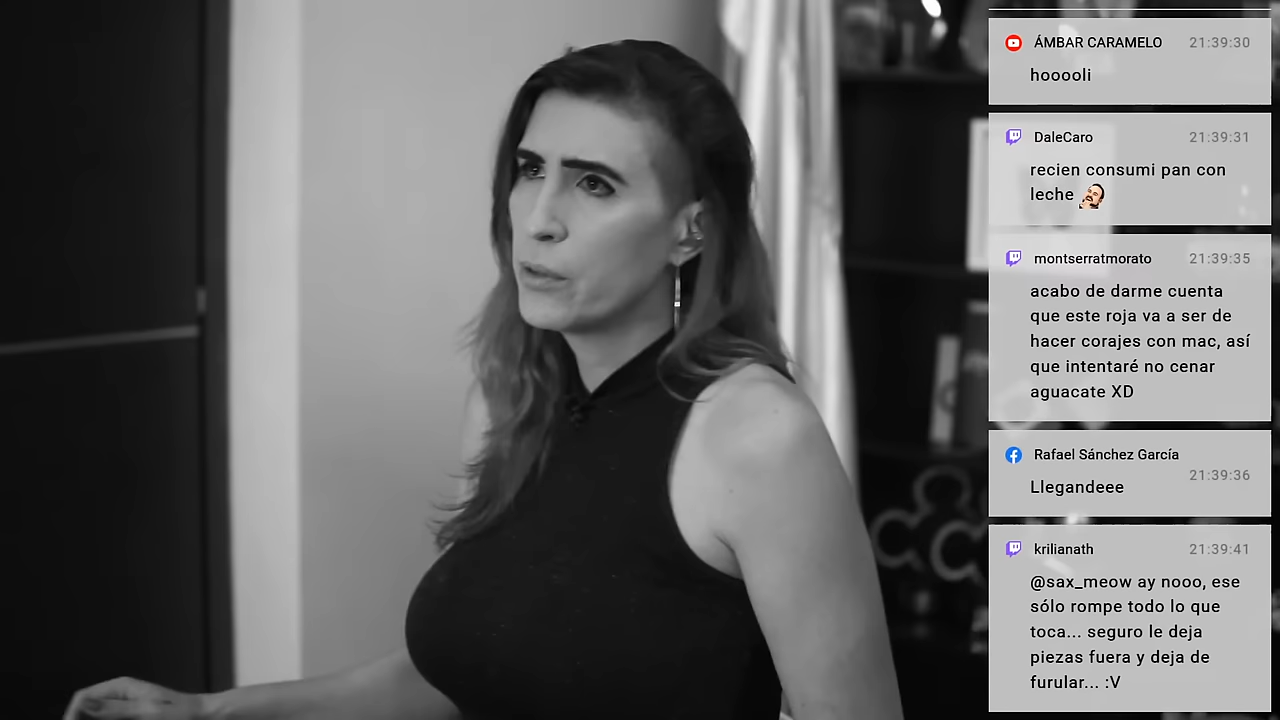 ÁMBAR CARAMELO 21:39:30
hooooli
DaleCaro 21:39:31
recien consumi pan con
leche
montserratmorato 21:39:35
acabo de darme cuenta
que este roja va a ser de
hacer corajes con mac, así
que intentaré no cenar
aguacate XD
Rafael Sánchez García
21:39:36
Llegandeee
krilianath 21:39:41
@sax_meow ay nooo, ese
sólo rompe todo lo que
toca... seguro le deja
piezas fuera y deja de
furular... :V